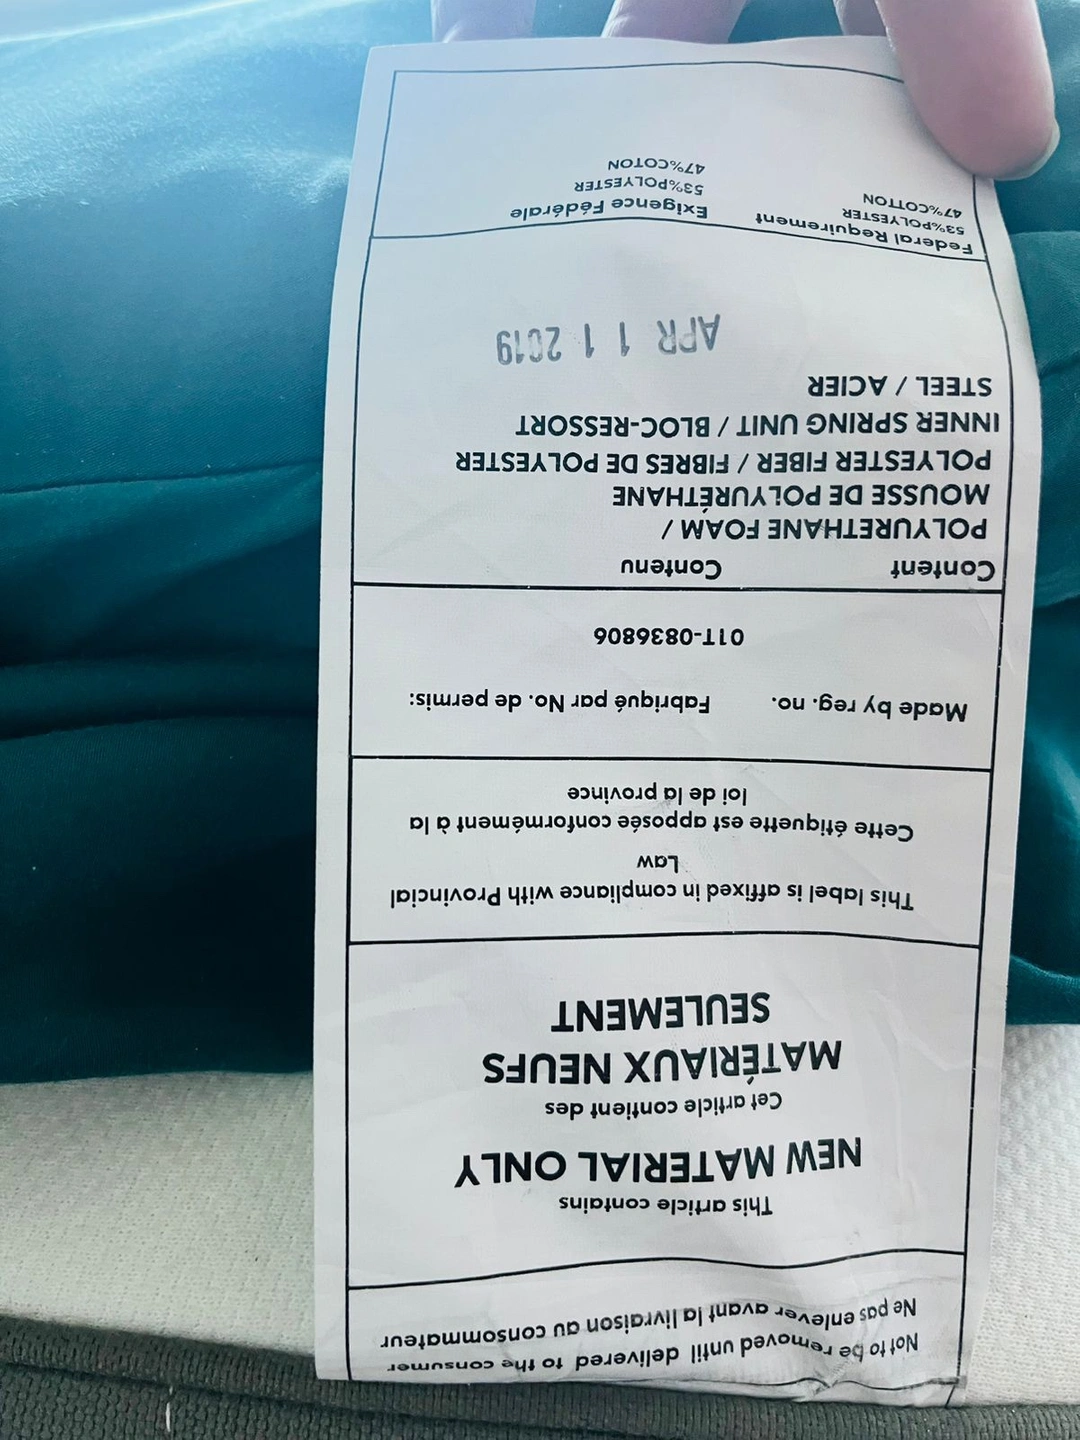 Not to be removed until delivered to the consumer
Ne pas enlever avant la livraison au consommateur
This article contains
NEW MATERIAL ONLY
Cet article contient des
MATÉRIAUX NEUFS
SEULEMENT
This label is affixed in compliance with Provincial
Law
Cette étiquette est apposée conformément à la
loi de la province
Made by reg. no. Fabriqué par No. de permis:
01T-0836806
Content Contenu
POLYURETHANE FOAM /
MOUSSE DE POLYURÉTHANE
POLYESTER FIBER / FIBRES DE POLYESTER
INNER SPRING UNIT / BLOC-RESSORT
STEEL / ACIER
APR 1 1 2019
Federal Requirement Exigence Fédérale
53%POLYESTER 53%POLYESTER
47%COTTON 47%COTON